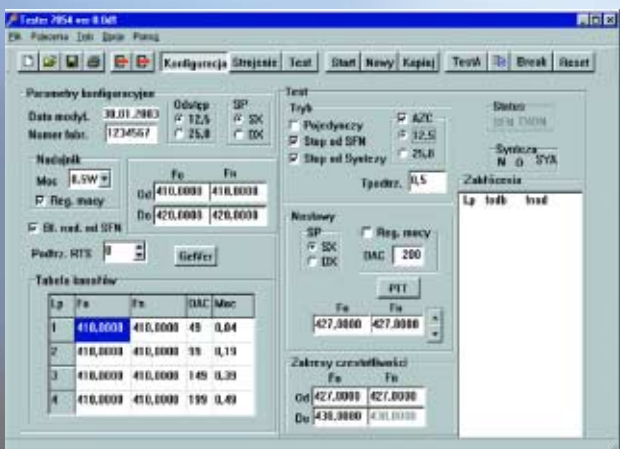 Tester 7054 ver 0.0d1
Plik Polecenia Tryb Opcje Pomoc
Konfiguracja Strojenie Test Start Nowy Kopiuj TestA Break Reset
Parametry konfiguracyjne
Data modyf. 30.01.2003
Numer fabr. 1234567
Odstęp
12,5
25,0
SP
SX
DX
Nadajnik
Moc 0,5W
Reg. mocy
Fo Fn
Od 410,0000 410,0000
Do 420,0000 420,0000
Bl. nad. od SFN
Podtrz. RTS 0
GetVer
Tabela kanałów
Lp Fo Fn DAC Moc
1 410,0000 410,0000 49 0,04
2 410,0000 410,0000 99 0,19
3 410,0000 410,0000 149 0,39
4 410,0000 410,0000 199 0,49
Test
Tryb
Pojedynczy
Stop od SFN
Stop od Syntezy
AZC
12,5
25,0
Tpodtrz. 0,5
Nastawy
SP
SX
DX
Reg. mocy
DAC 200
PTT
Fo Fn
427,0000 427,0000
Zakresy częstotliwości
Fo Fn
Od 427,0000 427,0000
Do 430,0000 430,0000
Status
SFN
Synteza
N O SYA
Zakłócenia
Lp fodb fnad